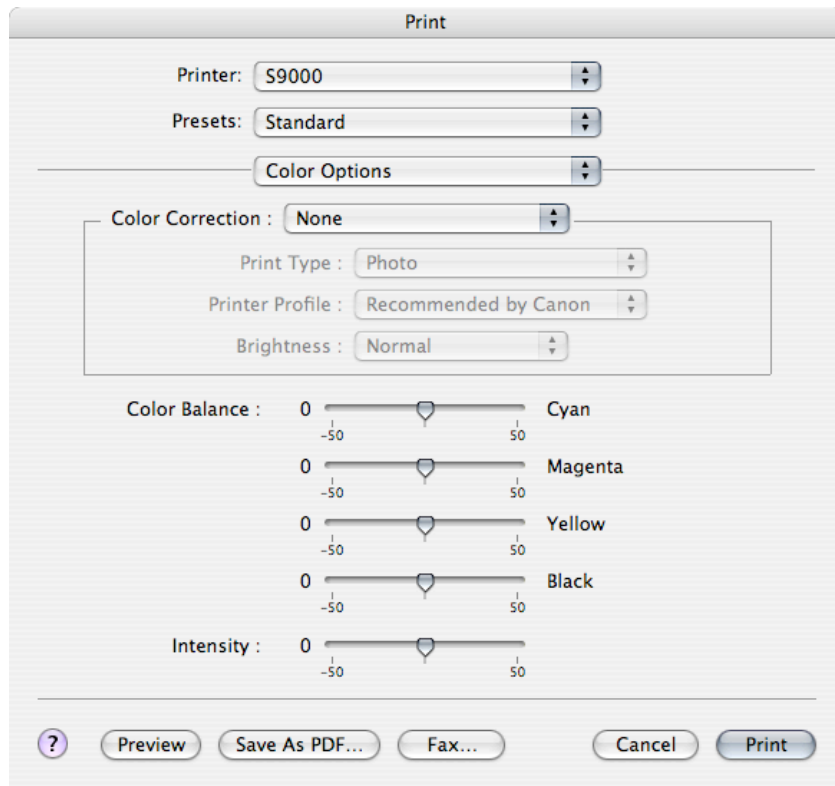 Print
Printer: S9000
Presets: Standard
Color Options
Color Correction : None
Print Type : Photo
Printer Profile : Recommended by Canon
Brightness : Normal
Color Balance : 0 Cyan
-50 50
0 Magenta
-50 50
0 Yellow
-50 50
0 Black
-50 50
Intensity : 0
-50 50
? Preview Save As PDF... Fax... Cancel Print